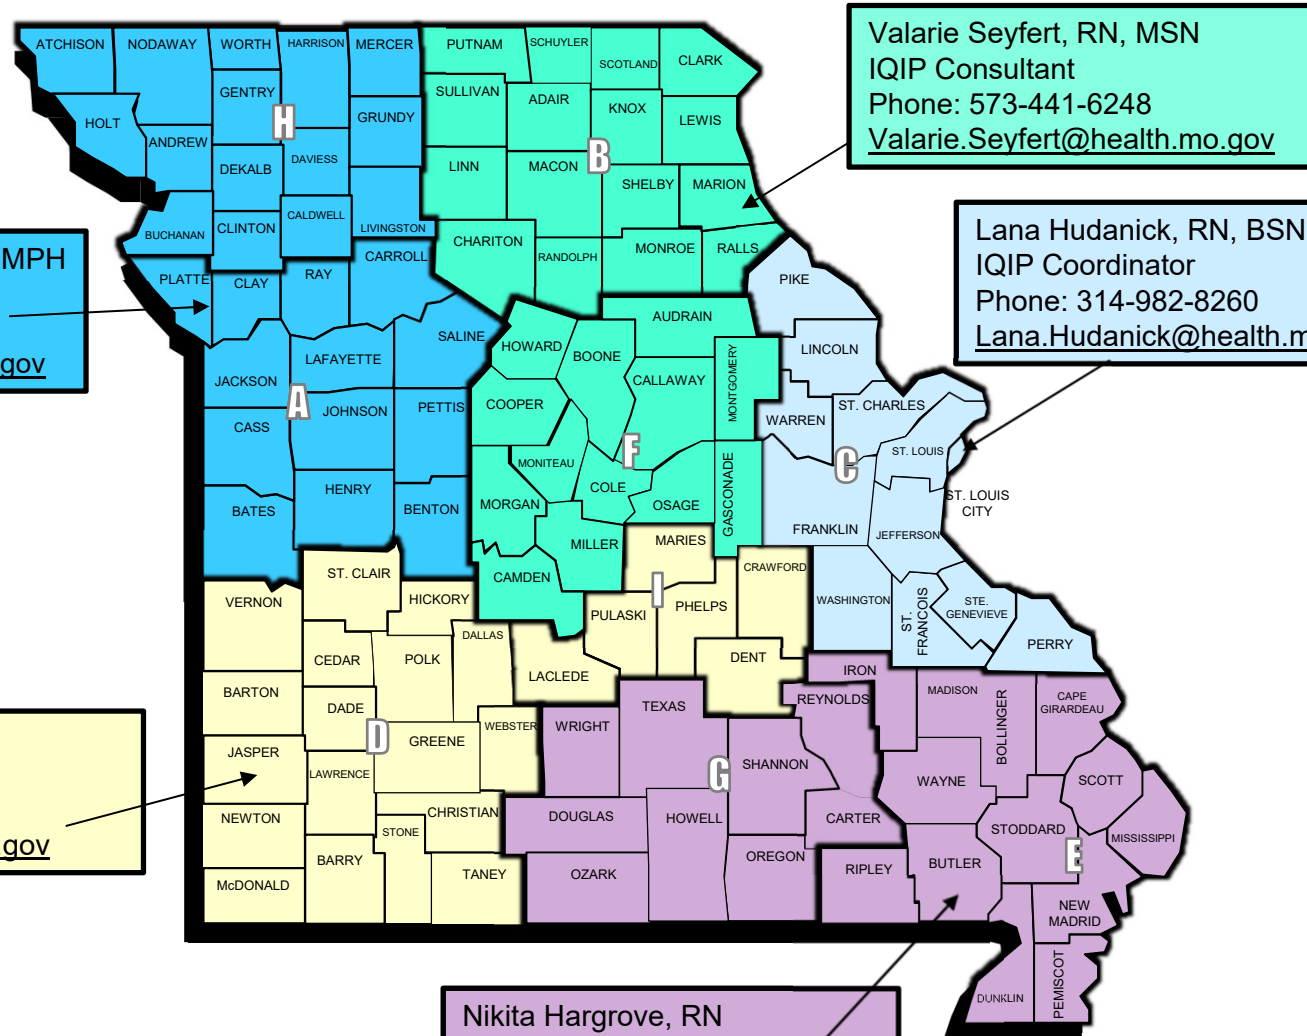 Valarie Seyfert, RN, MSN
IQIP Consultant
Phone: 573-441-6248
Valarie.Seyfert@health.mo.gov
Lana Hudanick, RN, BSN
IQIP Coordinator
Phone: 314-982-8260
Lana.Hudanick@health.m
MPH
gov
.gov
Nikita Hargrove, RN
ATCHISON
NODAWAY
WORTH
HARRISON
MERCER
PUTNAM
SCHUYLER
SCOTLAND
CLARK
HOLT
GENTRY
H
GRUNDY
SULLIVAN
ADAIR
KNOX
LEWIS
ANDREW
DEKALB
DAVIESS
LINN
MACON
B
SHELBY
MARION
BUCHANAN
CLINTON
CALDWELL
LIVINGSTON
CHARITON
RANDOLPH
MONROE
RALLS
PLATTE
CLAY
RAY
CARROLL
PIKE
SALINE
HOWARD
BOONE
AUDRAIN
LINCOLN
JACKSON
LAFAYETTE
CALLAWAY
MONTGOMERY
A
CASS
JOHNSON
PETTIS
COOPER
WARREN
ST. CHARLES
MONITEAU
F
C
ST. LOUIS
ST. LOUIS
CITY
BATES
HENRY
BENTON
MORGAN
COLE
OSAGE
GASCONADE
FRANKLIN
JEFFERSON
MILLER
MARIES
CAMDEN
CRAWFORD
ST. CLAIR
VERNON
HICKORY
I
PULASKI
PHELPS
WASHINGTON
ST.
FRANCOIS
STE.
GENEVIEVE
PERRY
CEDAR
POLK
DALLAS
LACLEDE
DENT
IRON
BARTON
DADE
D
GREENE
WEBSTER
WRIGHT
TEXAS
REYNOLDS
MADISON
BOLLINGER
CAPE
GIRARDEAU
JASPER
LAWRENCE
G
SHANNON
WAYNE
SCOTT
NEWTON
CHRISTIAN
STONE
DOUGLAS
HOWELL
CARTER
STODDARD
MISSISSIPPI
E
McDONALD
BARRY
TANEY
OZARK
OREGON
RIPLEY
BUTLER
NEW
MADRID
DUNKLIN
PEMISCOT